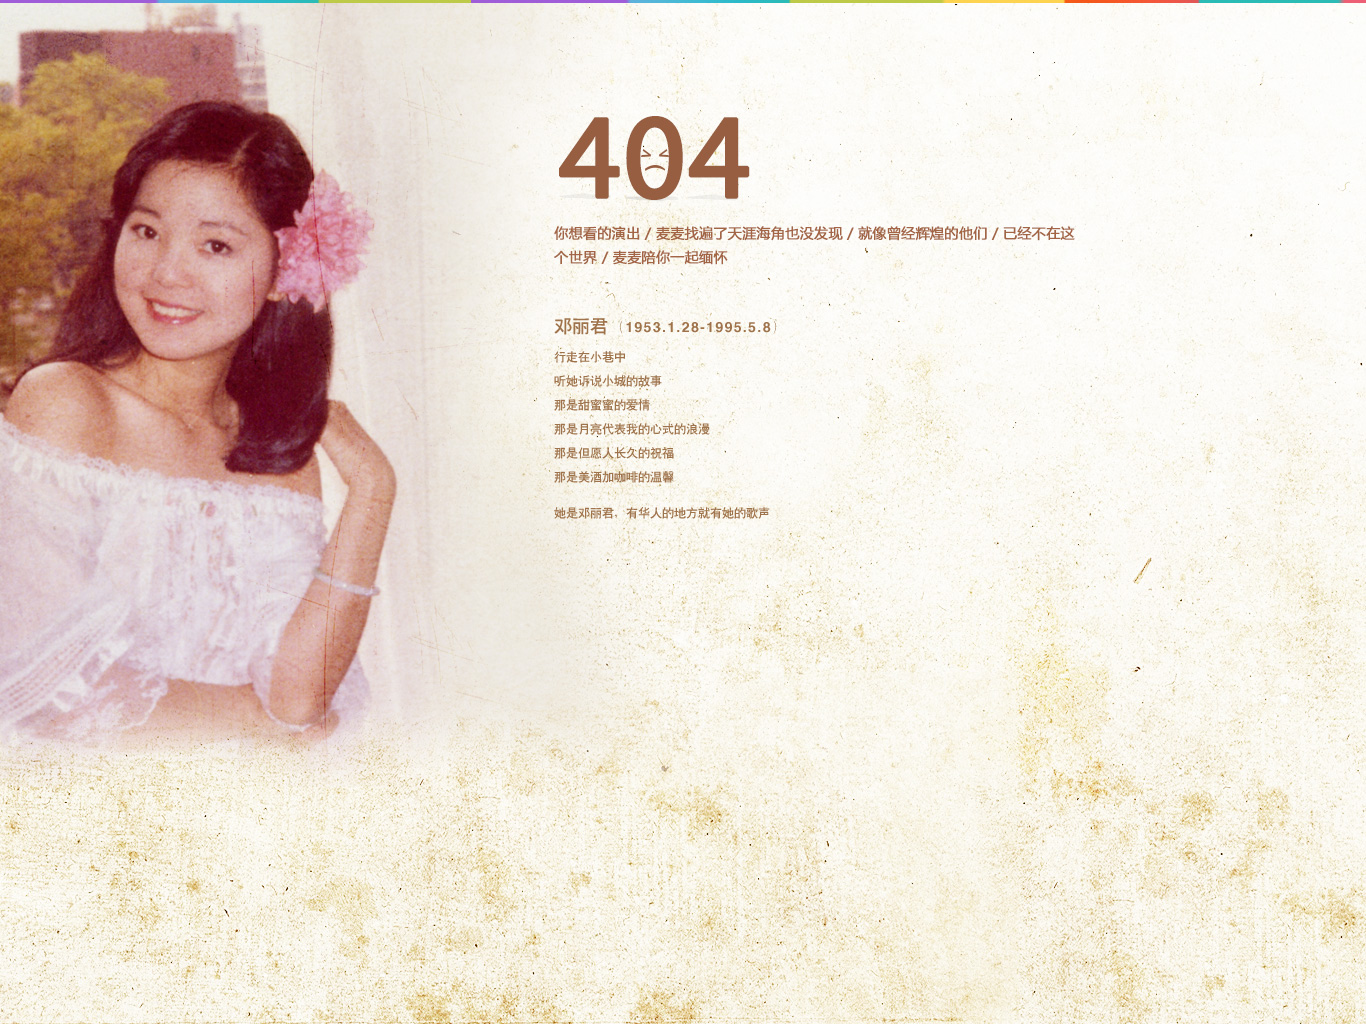 404
你想看的演出 / 麦麦找遍了天涯海角也没发现 / 就像曾经辉煌的他们 / 已经不在这
个世界 / 麦麦陪你一起缅怀
邓丽君（1953.1.28-1995.5.8）
行走在小巷中
听她诉说小城的故事
那是甜蜜蜜的爱情
那是月亮代表我的心式的浪漫
那是但愿人长久的祝福
那是美酒加咖啡的温馨
她是邓丽君，有华人的地方就有她的歌声